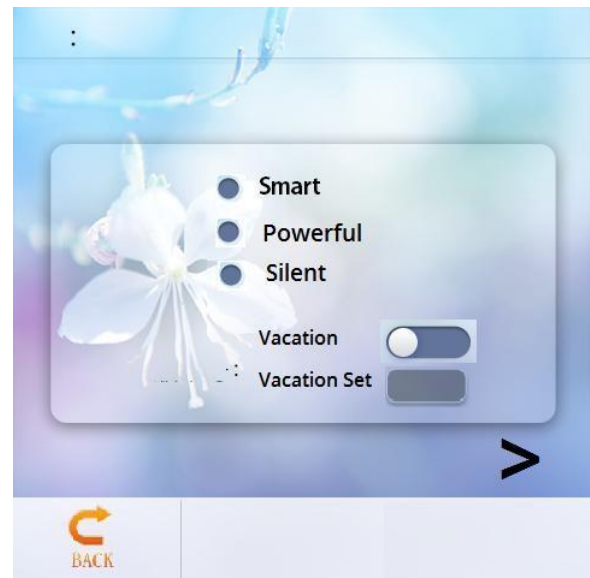 :
Smart
Powerful
Silent
Vacation
Vacation Set
>
BACK